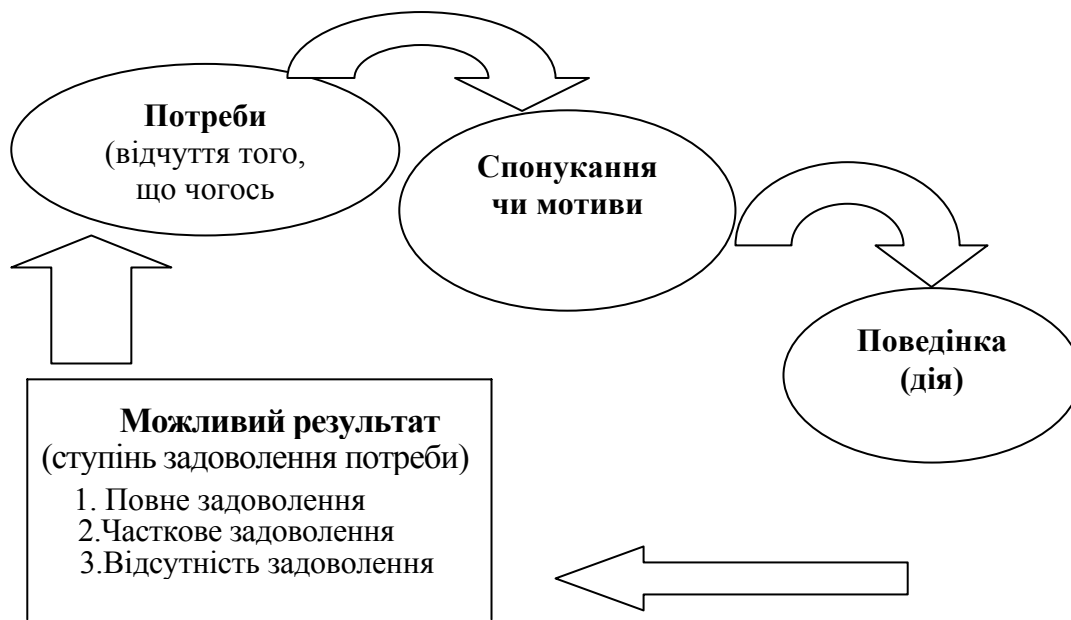 Потреби
(відчуття того,
що чогось
Спонукання
чи мотиви
Поведінка
(дія)
Можливий результат
(ступінь задоволення потреби)
1. Повне задоволення
2.Часткове задоволення
3.Відсутність задоволення